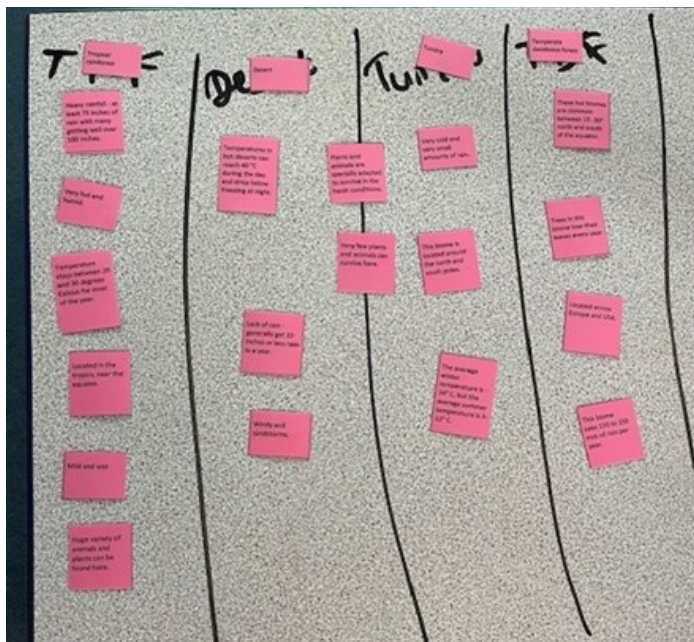 Tropical
rainforest
Heavy rainfall - at
least 75 inches of
rain with many
getting well over
100 inches.
Very hot and
humid
Temperature
stays between 20
and 30 degrees
Celsius for most
of the year.
Located in the
tropics, near the
equator.
Mild and wet
Huge variety of
animals and
plants can be
found here.
De
Desert
Temperatures in
hot deserts can
reach 40 °C
during the day
and drop below
freezing at night.
Lack of rain -
generally get
inches or less rain
in a year.
Windy and
sandstorms.
Plants and
animals are
specially adapted
to survive in the
harsh conditions.
Very few plants
and animals can
survive here.
Tun
Tundra
Very cold and
very small
amounts of rain.
This biome is
located around
the north and
south poles.
The average
winter
temperature is -
° C, but the
average summer
temperature is 3-
12° C.
Temperate
deciduous forest
These hot biomes
are common
between
north and south
of the equator.
Trees in this
biome lose their
leaves every year.
Located across
Europe and USA.
This biome
sees
of rain per
year.